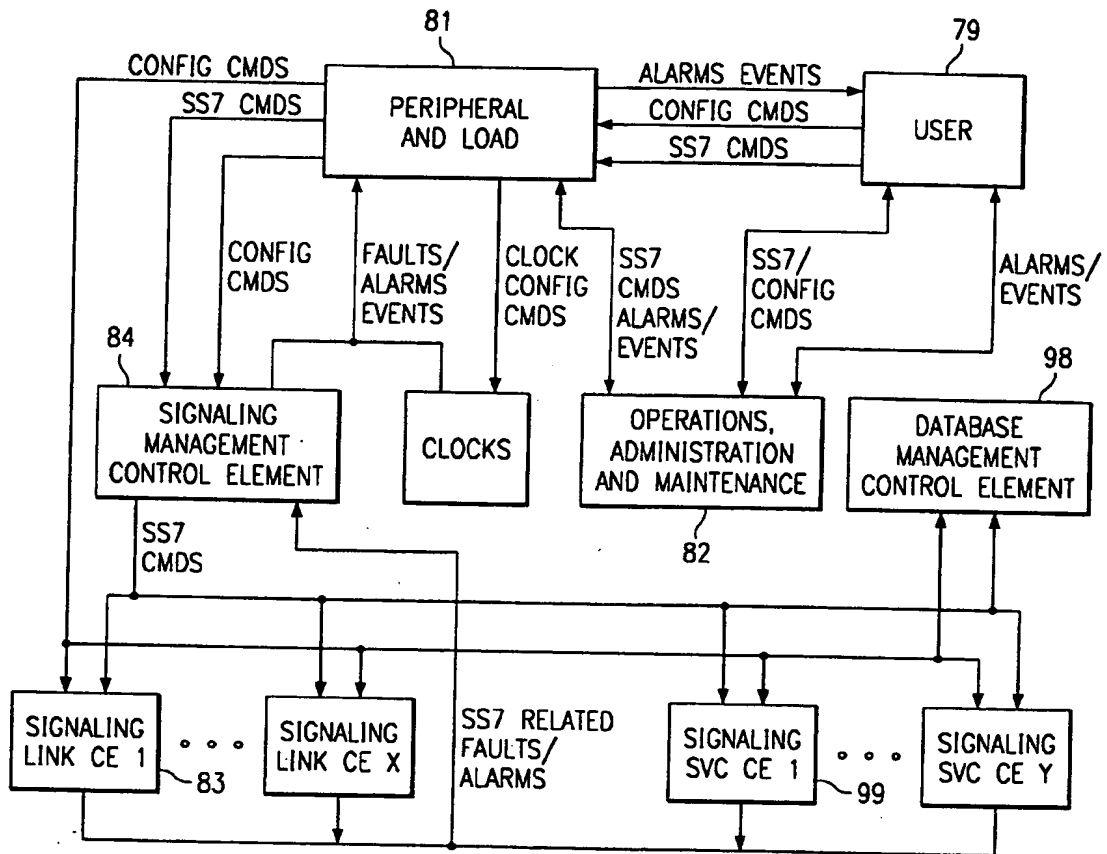 81
79
CONFIG CMDS
SS7 CMDS
PERIPHERAL
AND LOAD
ALARMS EVENTS
CONFIG CMDS
SS7 CMDS
USER
CONFIG
CMDS
FAULTS/
ALARMS
EVENTS
CLOCK
CONFIG
CMDS
SS7
CMDS
ALARMS/
EVENTS
SS7/
CONFIG
CMDS
ALARMS/
EVENTS
84
98
SIGNALING
MANAGEMENT
CONTROL ELEMENT
CLOCKS
OPERATIONS,
ADMINISTRATION
AND MAINTENANCE
DATABASE
MANAGEMENT
CONTROL ELEMENT
82
SS7
CMDS
SIGNALING
LINK CE 1
83
SIGNALING
LINK CE X
SS7 RELATED
FAULTS/
ALARMS
SIGNALING
SVC CE 1
99
SIGNALING
SVC CE Y